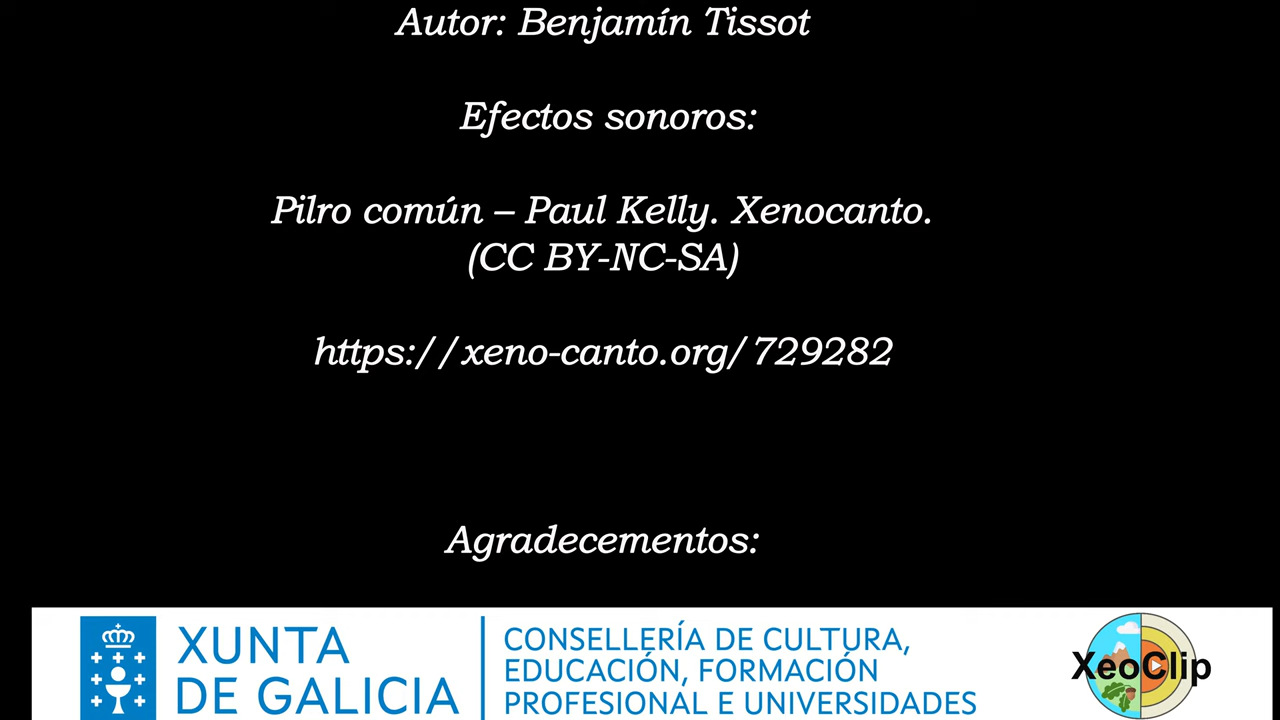 Autor: Benjamín Tissot
Efectos sonoros:
Pilro común – Paul Kelly. Xenocanto.
(CC BY-NC-SA)
https://xeno-canto.org/729282
Agradecementos:
XUNTA
DE GALICIA
CONSELLERÍA DE CULTURA,
EDUCACIÓN, FORMACIÓN
PROFESIONAL E UNIVERSIDADES
XeoClip